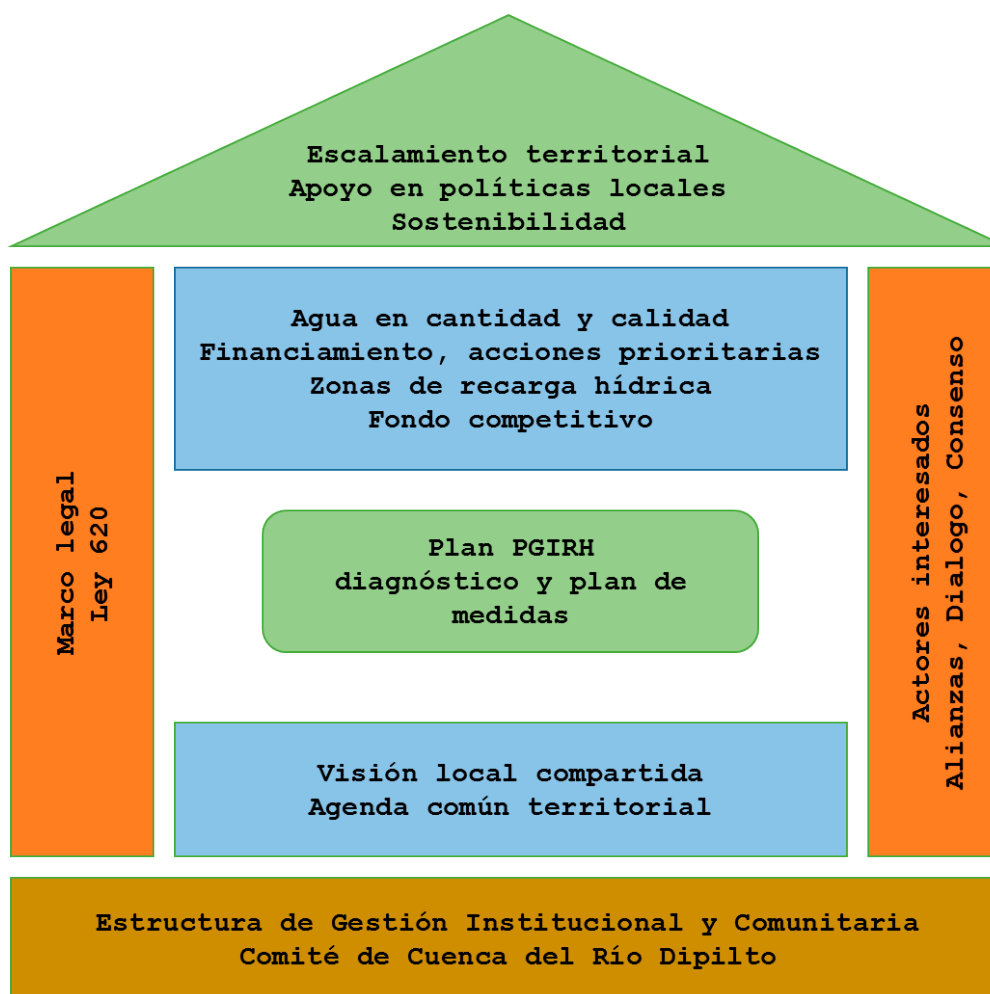 Escalamiento territorial
Apoyo en políticas locales
Sostenibilidad
Marco legal
Ley 620
Agua en cantidad y calidad
Financiamiento, acciones prioritarias
Zonas de recarga hídrica
Fondo competitivo
Plan PGIRH
diagnóstico y plan de
medidas
Visión local compartida
Agenda común territorial
Actores interesados
Alianzas, Dialogo, Consenso
Estructura de Gestión Institucional y Comunitaria
Comité de Cuenca del Río Dipilto